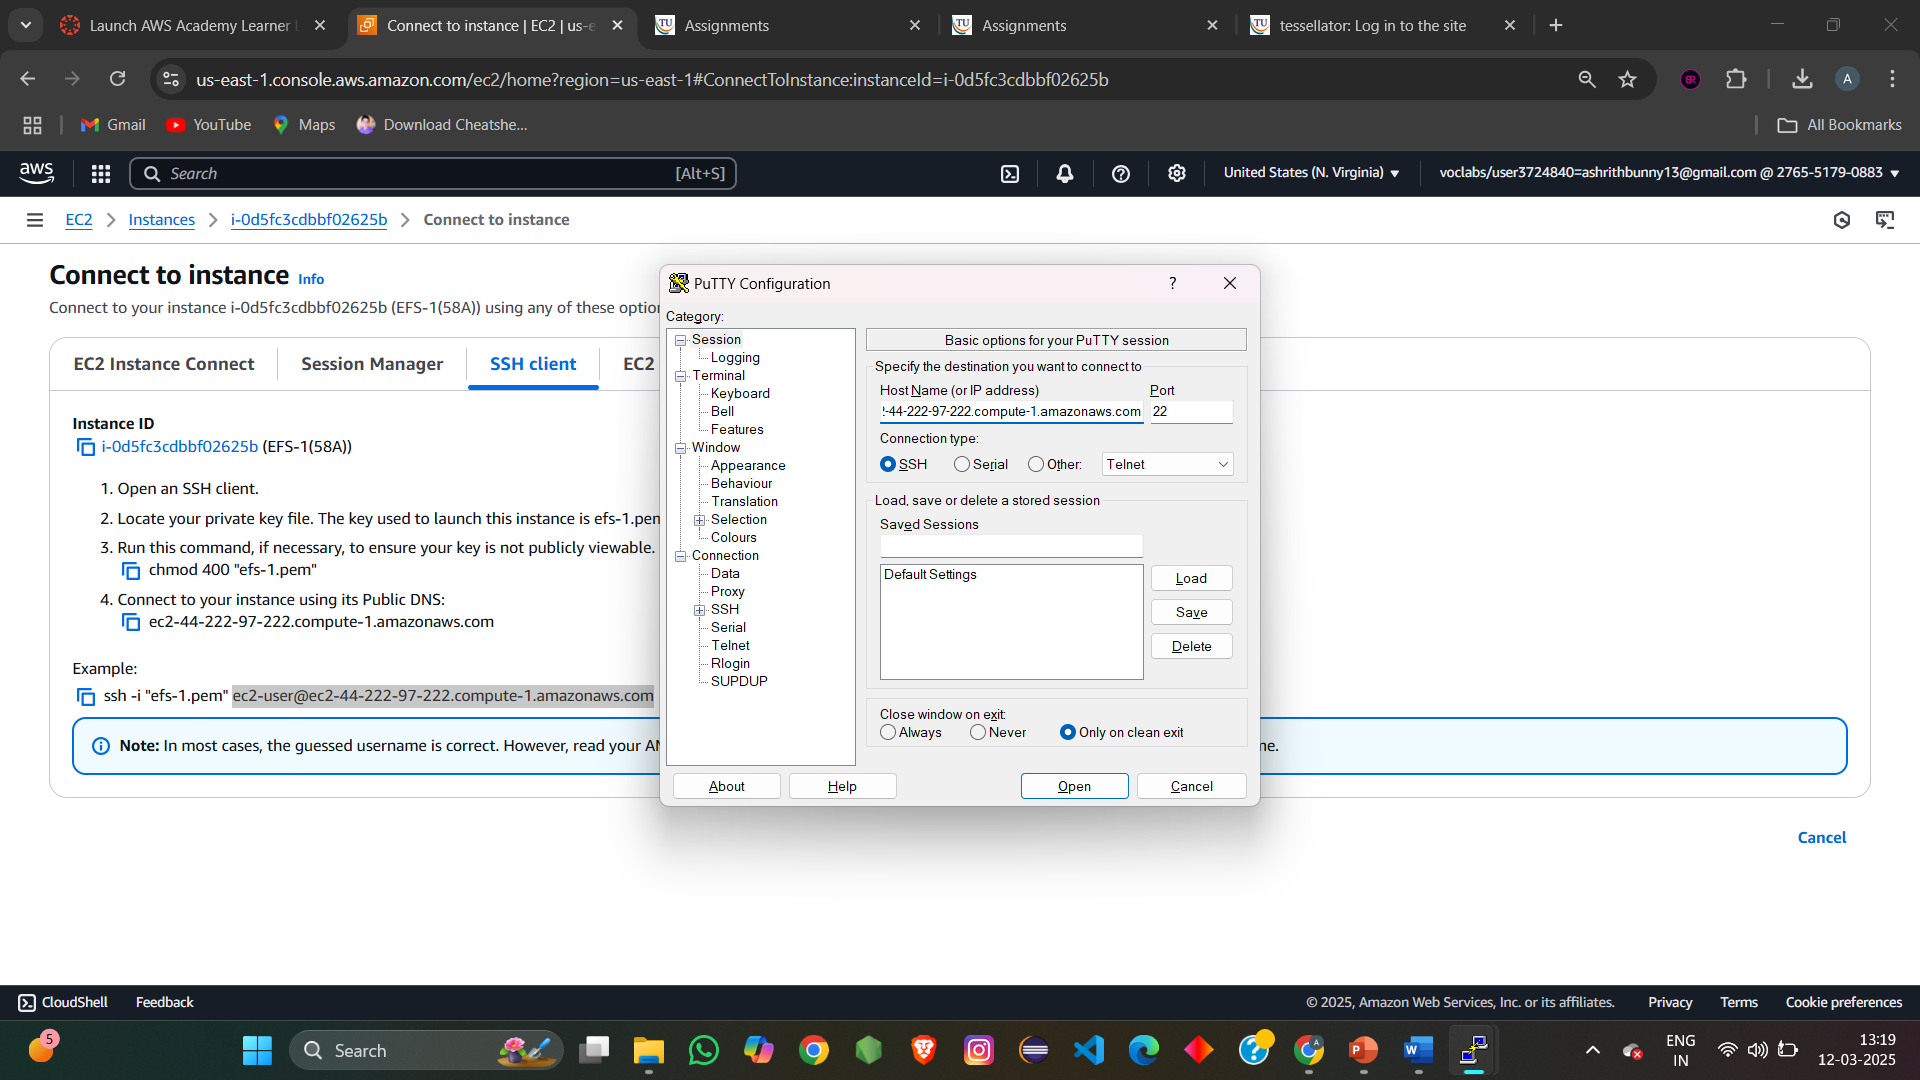 Launch AWS Academy Learner L
Connect to instance | EC2 | us-e
Assignments
Assignments
tessellator: Log in to the site
us-east-1.console.aws.amazon.com/ec2/home?region=us-east-1#ConnectToInstance:instanceId=i-0d5fc3cdbbf02625b
A
Gmail
YouTube
Maps
Download Cheatshe...
All Bookmarks
aws
Search
[Alt+S]
United States (N. Virginia)
voclabs/user3724840=ashrithbunny13@gmail.com @ 2765-5179-0883
EC2
Instances
i-0d5fc3cdbbf02625b
Connect to instance
Connect to instance Info
Connect to your instance i-0d5fc3cdbbf02625b (EFS-1(58A)) using any of these optio
EC2 Instance Connect
Session Manager
SSH client
EC2
Instance ID
i-0d5fc3cdbbf02625b (EFS-1(58A))
1. Open an SSH client.
2. Locate your private key file. The key used to launch this instance is efs-1.pem
3. Run this command, if necessary, to ensure your key is not publicly viewable.
chmod 400 "efs-1.pem"
4. Connect to your instance using its Public DNS:
ec2-44-222-97-222.compute-1.amazonaws.com
Example:
ssh -i "efs-1.pem" ec2-user@ec2-44-222-97-222.compute-1.amazonaws.com
Note: In most cases, the guessed username is correct. However, read your AM
ne.
Cancel
PuTTY Configuration
?
Category:
Session
Logging
Terminal
Keyboard
Bell
Features
Window
Appearance
Behaviour
Translation
Selection
Colours
Connection
Data
Proxy
SSH
Serial
Telnet
Rlogin
SUPDUP
Basic options for your PuTTY session
Specify the destination you want to connect to
Host Name (or IP address)
Port
-44-222-97-222.compute-1.amazonaws.com
22
Connection type:
SSH
Serial
Other:
Telnet
Load, save or delete a stored session
Saved Sessions
Default Settings
Load
Save
Delete
Close window on exit:
Always
Never
Only on clean exit
About
Help
Open
Cancel
CloudShell
Feedback
© 2025, Amazon Web Services, Inc. or its affiliates.
Privacy
Terms
Cookie preferences
5
Search
ENG
IN
13:19
12-03-2025